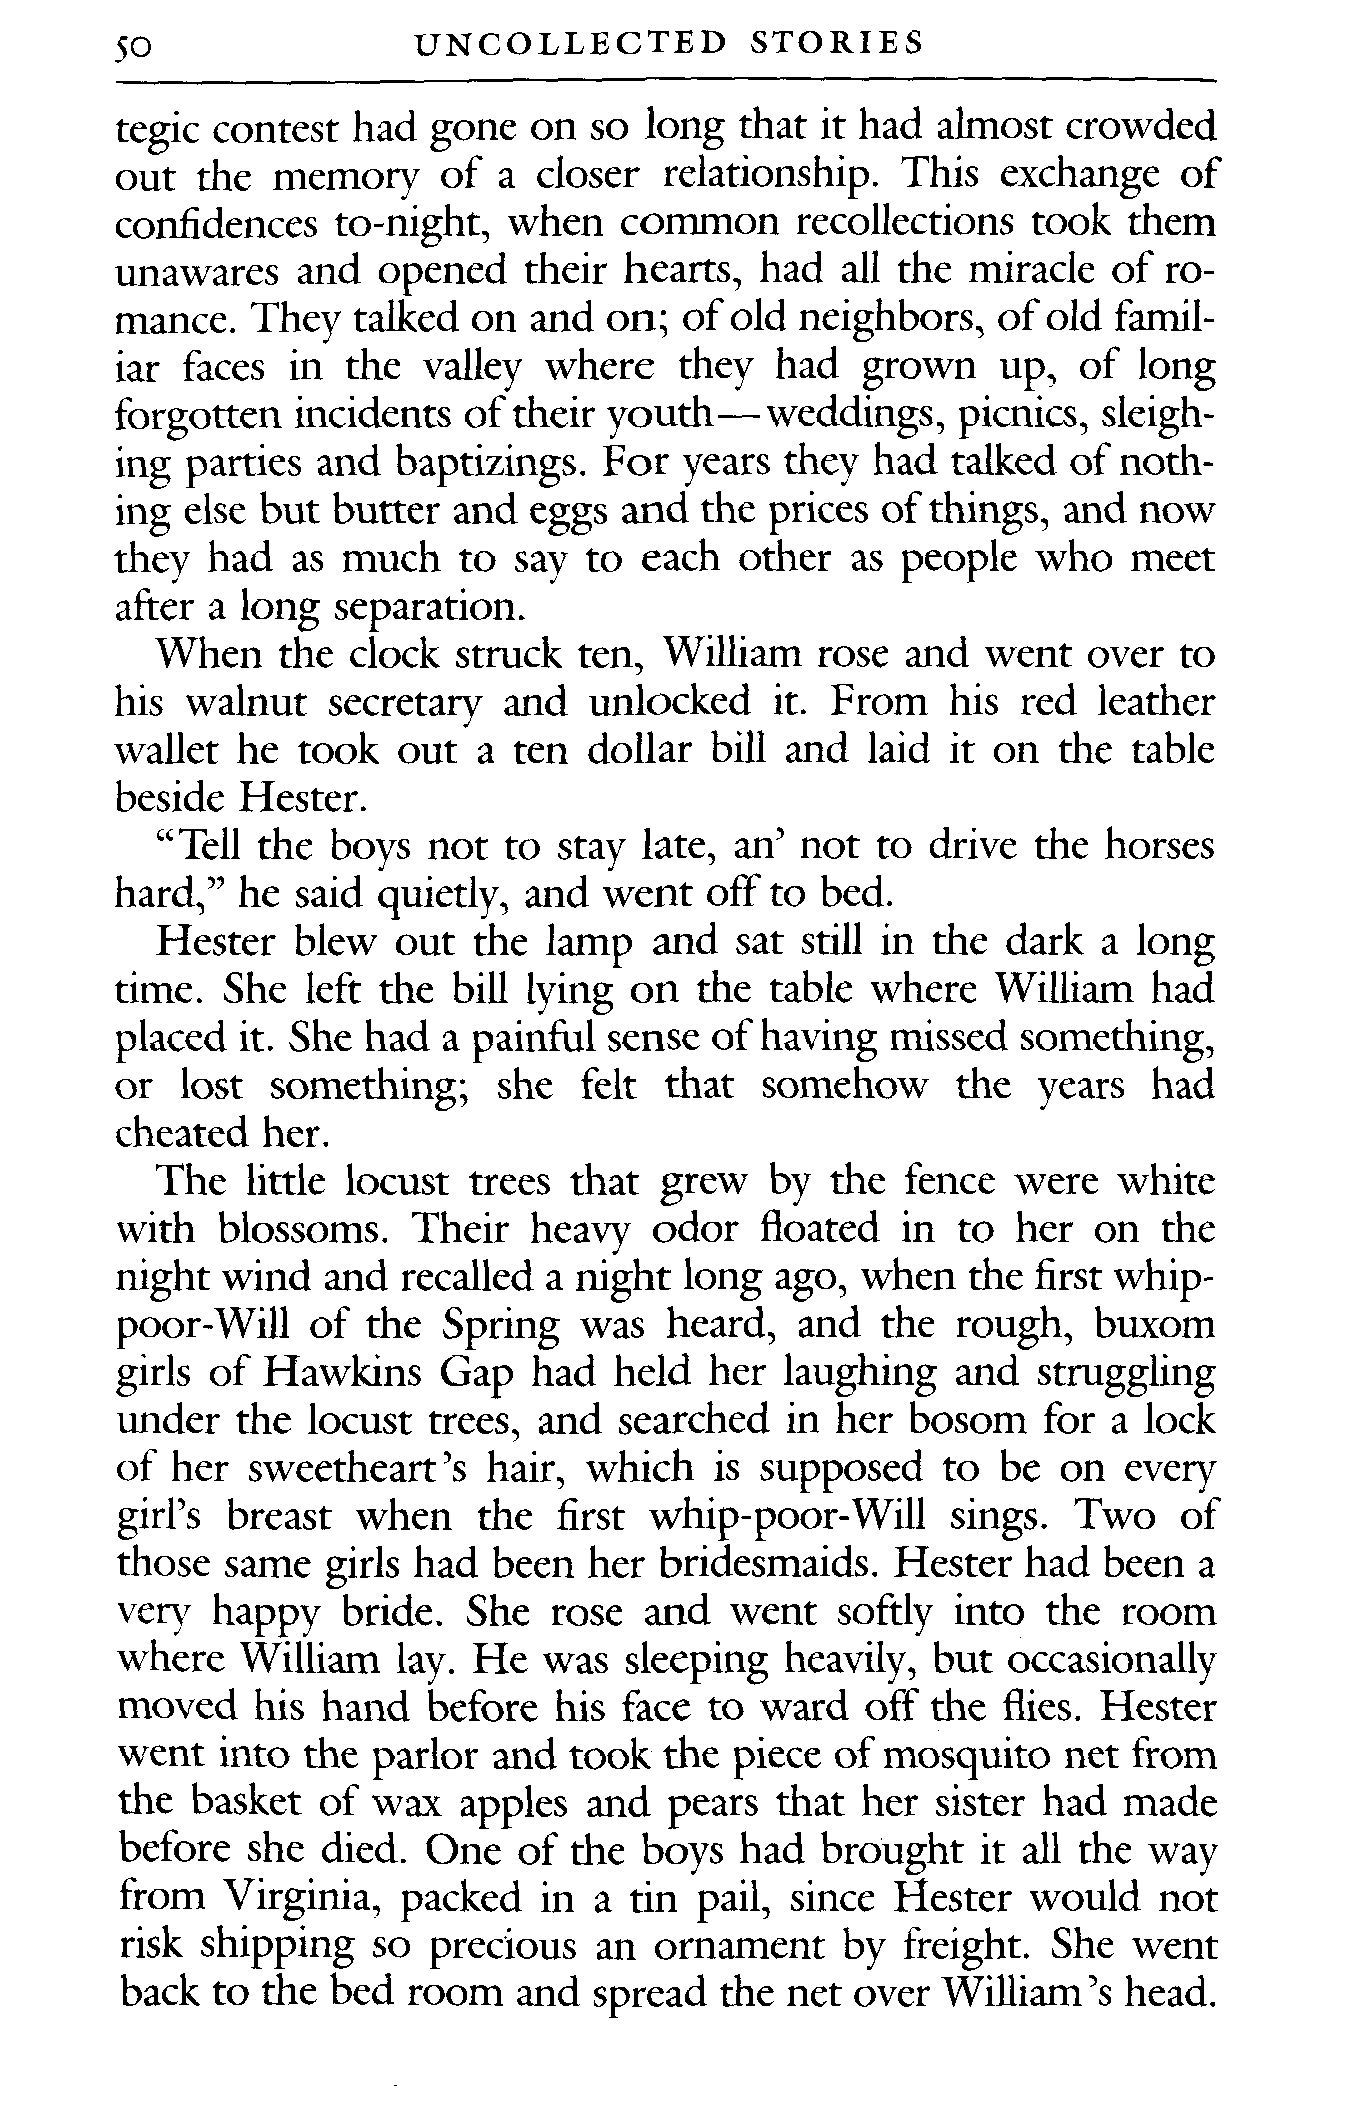 50 UNCOLLECTED STORIES
tegic contest had gone on so long that it had almost crowded
out the memory of a closer relationship. This exchange of
confidences to-night, when common recollections took them
unawares and opened their hearts, had all the miracle of ro-
mance. They talked on and on; of old neighbors, of old famil-
iar faces in the valley where they had grown up, of long
forgotten incidents of their youth—weddings, picnics, sleigh-
ing parties and baptizings. For years they had talked of noth-
ing else but butter and eggs and the prices of things, and now
they had as much to say to each other as people who meet
after a long separation.
When the clock struck ten, William rose and went over to
his walnut secretary and unlocked it. From his red leather
wallet he took out a ten dollar bill and laid it on the table
beside Hester.
“Tell the boys not to stay late, an’ not to drive the horses
hard,” he said quietly, and went off to bed.
Hester blew out the lamp and sat still in the dark a long
time. She left the bill lying on the table where William had
placed it. She had a painful sense of having missed something,
or lost something; she felt that somehow the years had
cheated her.
The little locust trees that grew by the fence were white
with blossoms. Their heavy odor floated in to her on the
night wind and recalled a night long ago, when the first whip-
poor-Will of the Spring was heard, and the rough, buxom
girls of Hawkins Gap had held her laughing and struggling
under the locust trees, and searched in her bosom for a lock
of her sweetheart’s hair, which is supposed to be on every
girl’s breast when the first whip-poor-Will sings. Two of
those same girls had been her bridesmaids. Hester had been a
very happy bride. She rose and went softly into the room
where William lay. He was sleeping heavily, but occasionally
moved his hand before his face to ward off the flies. Hester
went into the parlor and took the piece of mosquito net from
the basket of wax apples and pears that her sister had made
before she died. One of the boys had brought it all the way
from Virginia, packed in a tin pail, since Hester would not
risk shipping so precious an ornament by freight. She went
back to the bed room and spread the net over William’s head.